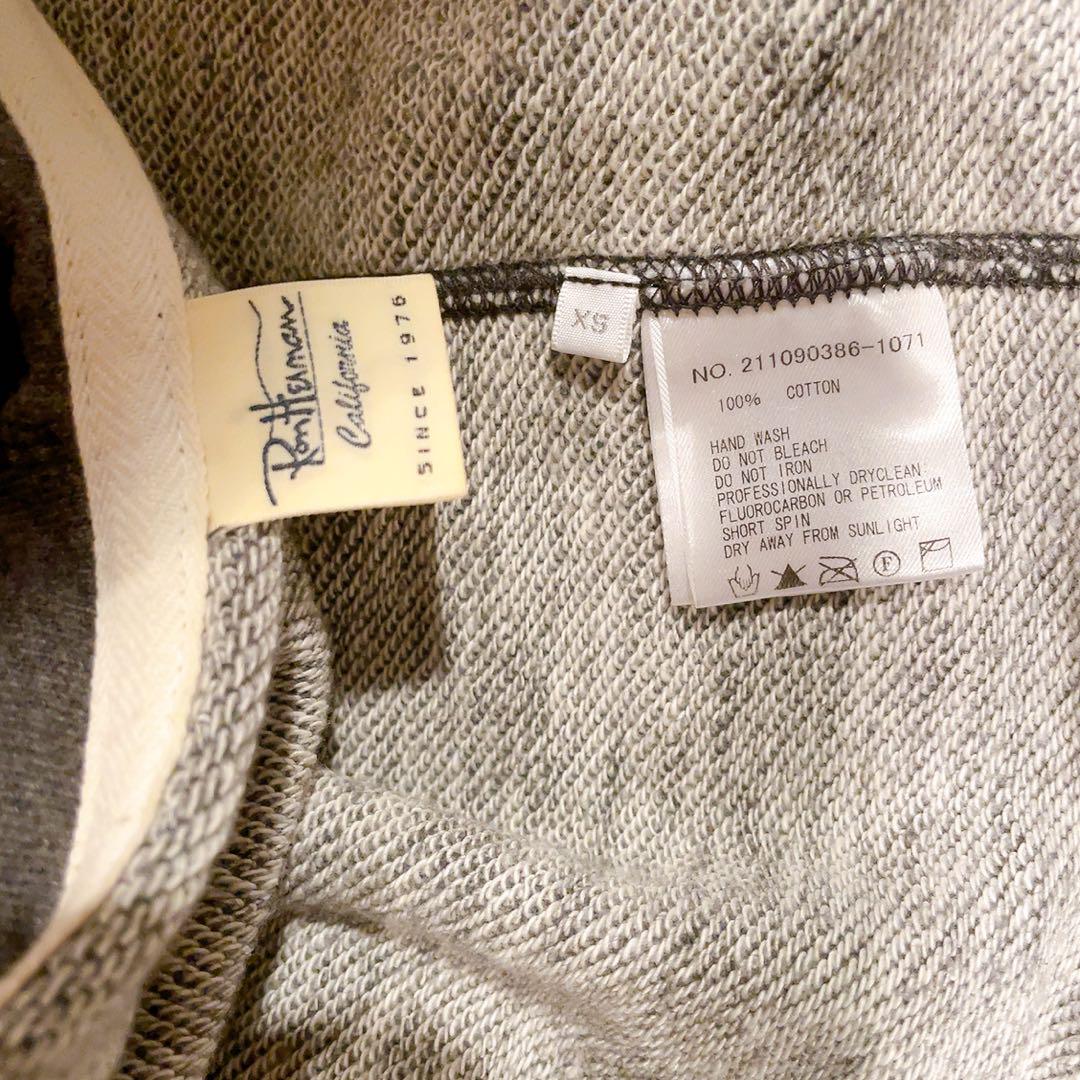 Ron Herman
California
SINCE 1976
XS
NO. 211090386-1071
100% COTTON
HAND WASH
DO NOT BLEACH
DO NOT IRON
PROFESSIONALLY DRYCLEAN:
FLUOROCARBON OR PETROLEUM
SHORT SPIN
DRY AWAY FROM SUNLIGHT
F